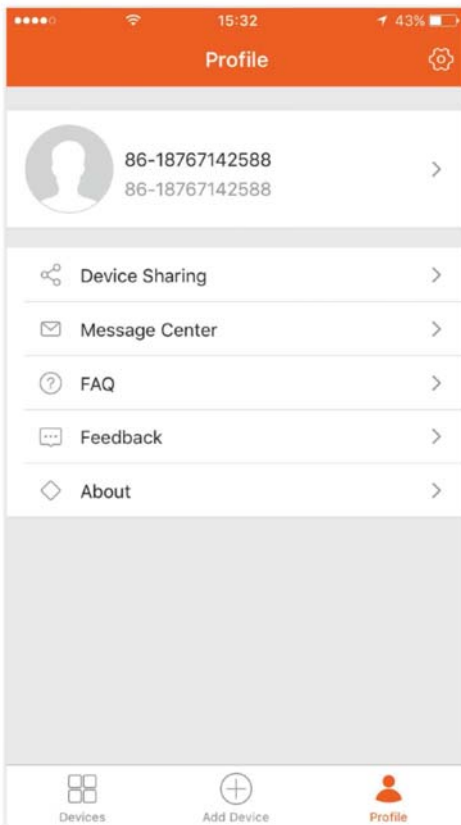 15:32
43%
Profile
86-18767142588
86-18767142588
Device Sharing
Message Center
FAQ
Feedback
About
Devices
Add Device
Profile